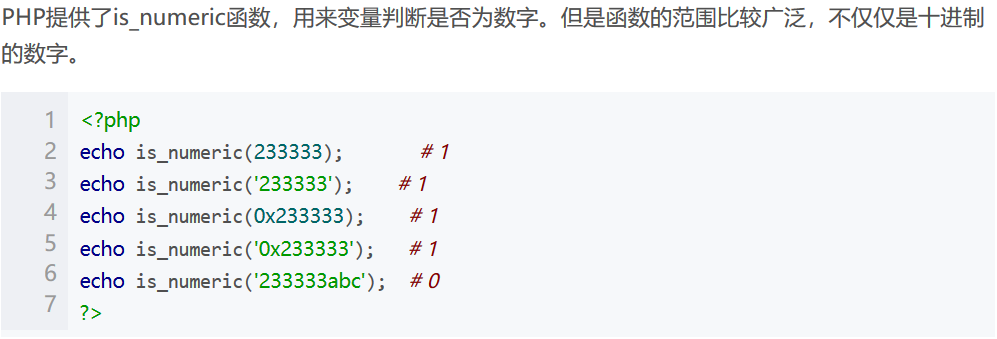 PHP提供了is_numeric函数，用来变量判断是否为数字。但是函数的范围比较广泛，不仅仅是十进制
的数字。
1 <?php
2 echo is_numeric(233333);       # 1
3 echo is_numeric('233333');    # 1
4 echo is_numeric(0x233333);    # 1
5 echo is_numeric('0x233333');   # 1
6 echo is_numeric('233333abc');  # 0
7 ?>